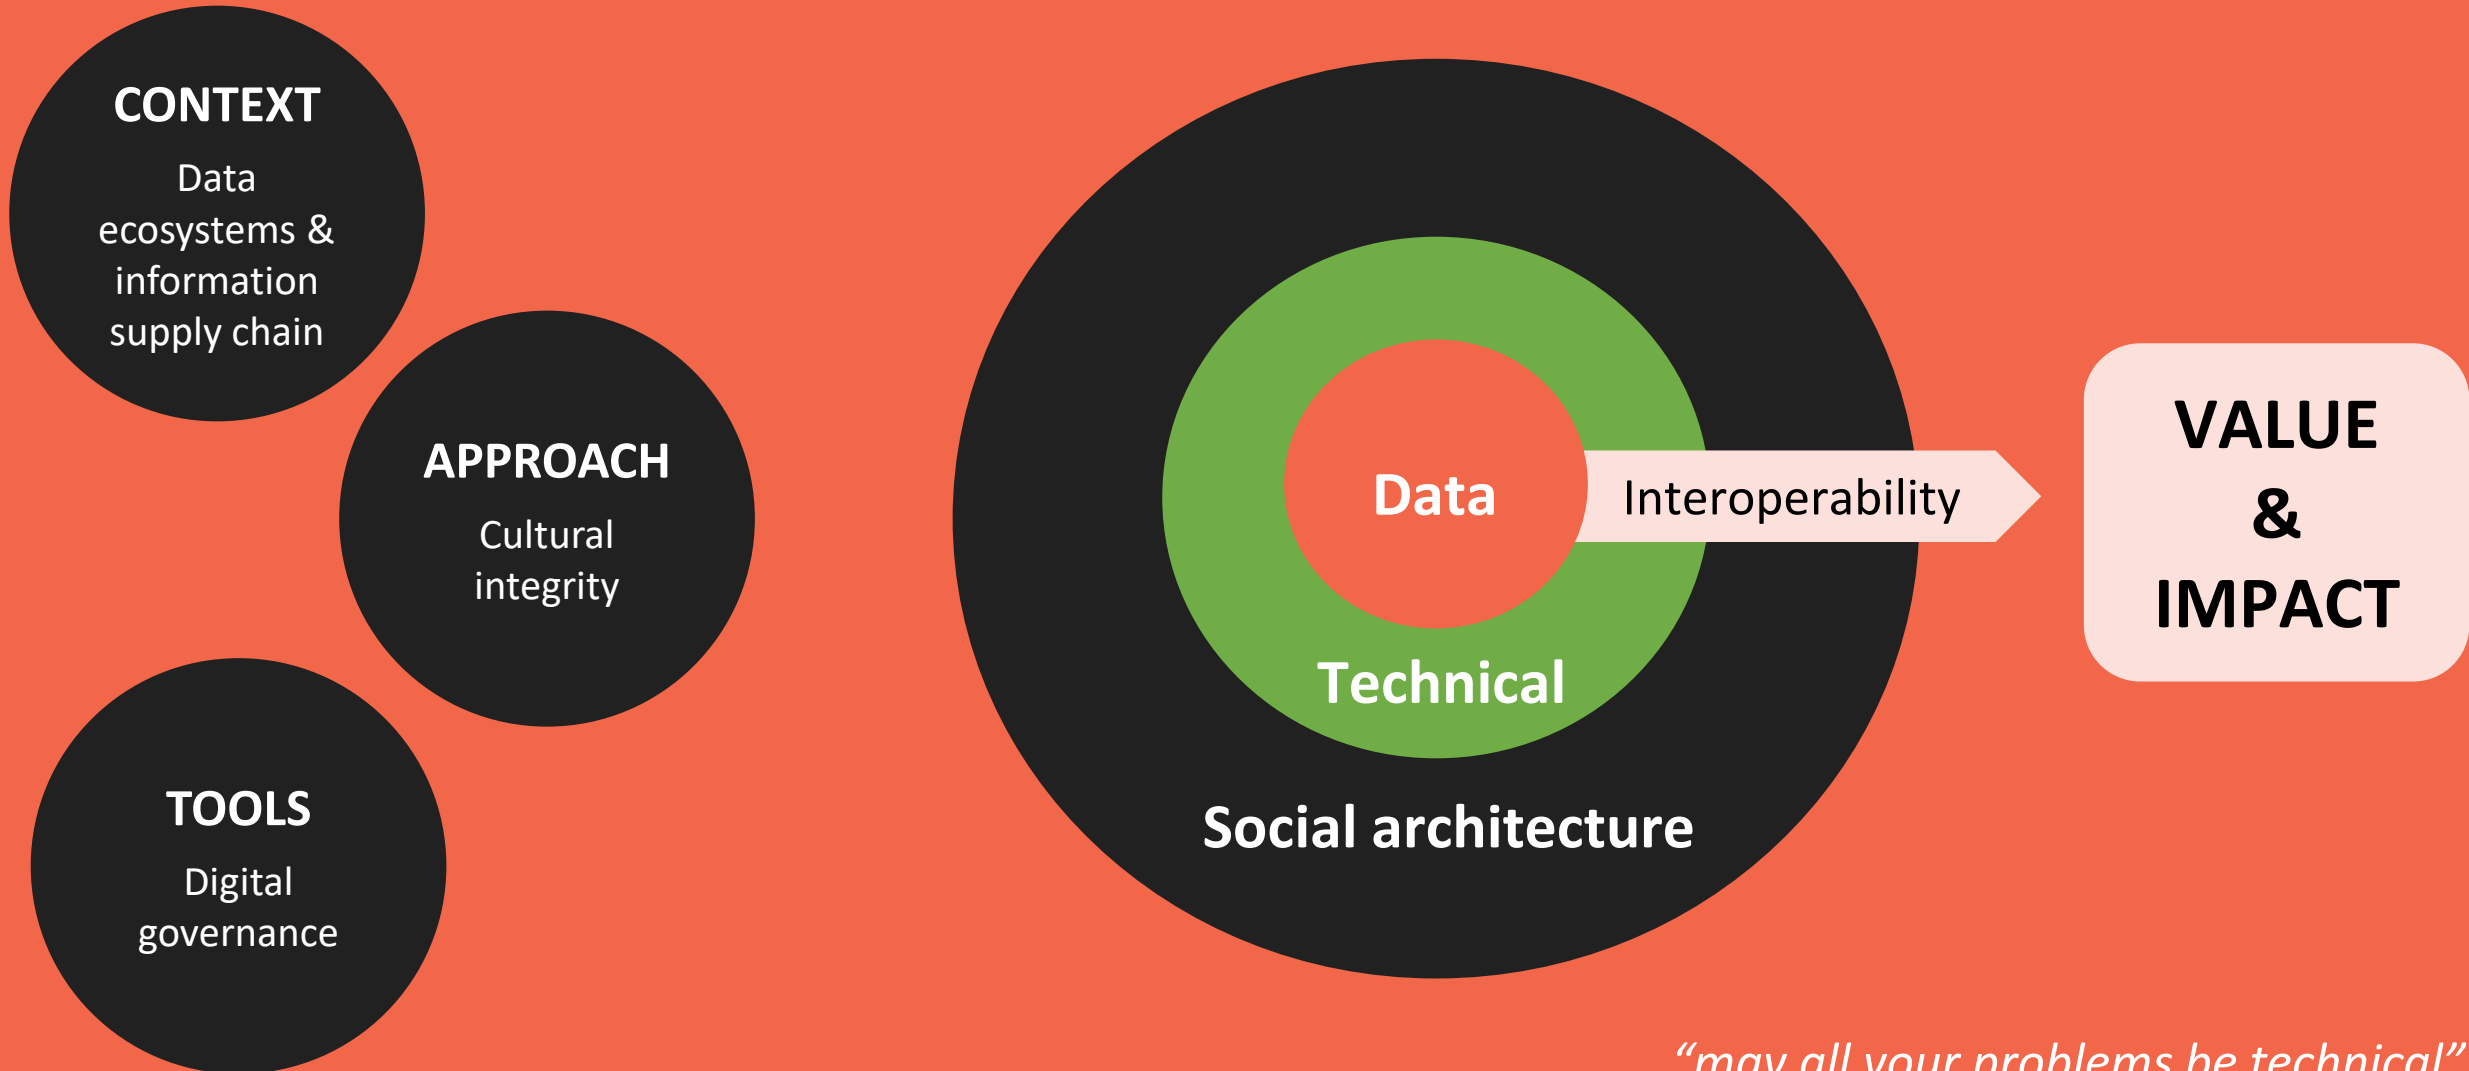 CONTEXT
Data
ecosystems &
information
supply chain
APPROACH
Cultural
integrity
TOOLS
Digital
governance
Data
Interoperability
Technical
Social architecture
VALUE
&
IMPACT
“may all your problems be technical”